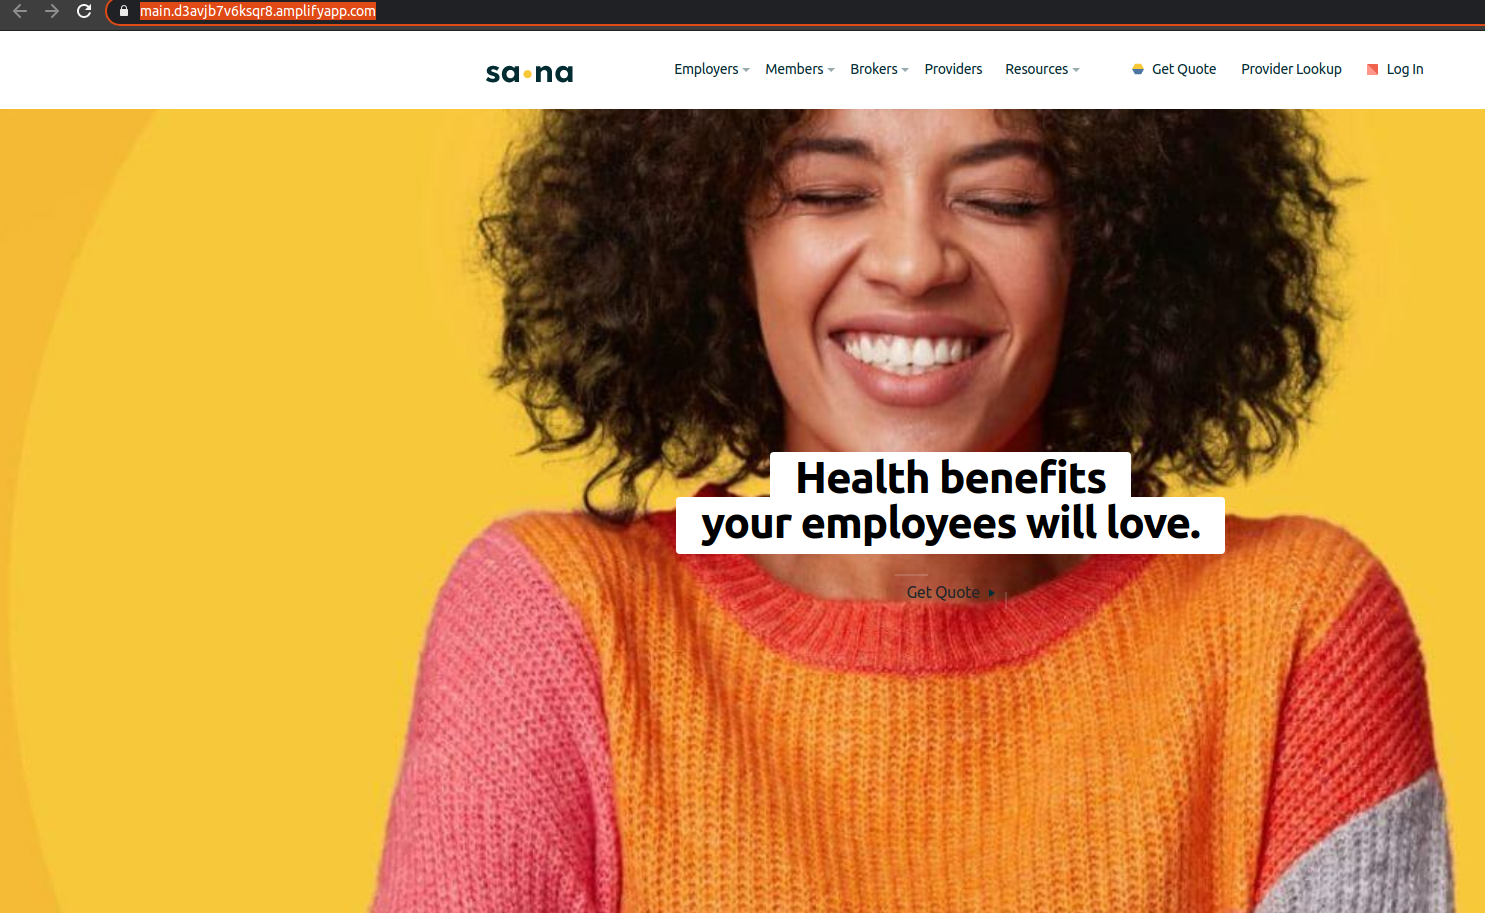 main.d3avjb7v6ksqr8.amplifyapp.com
sa•na Employers Members Brokers Providers Resources Get Quote Provider Lookup Log In
Health benefits
your employees will love.
Get Quote